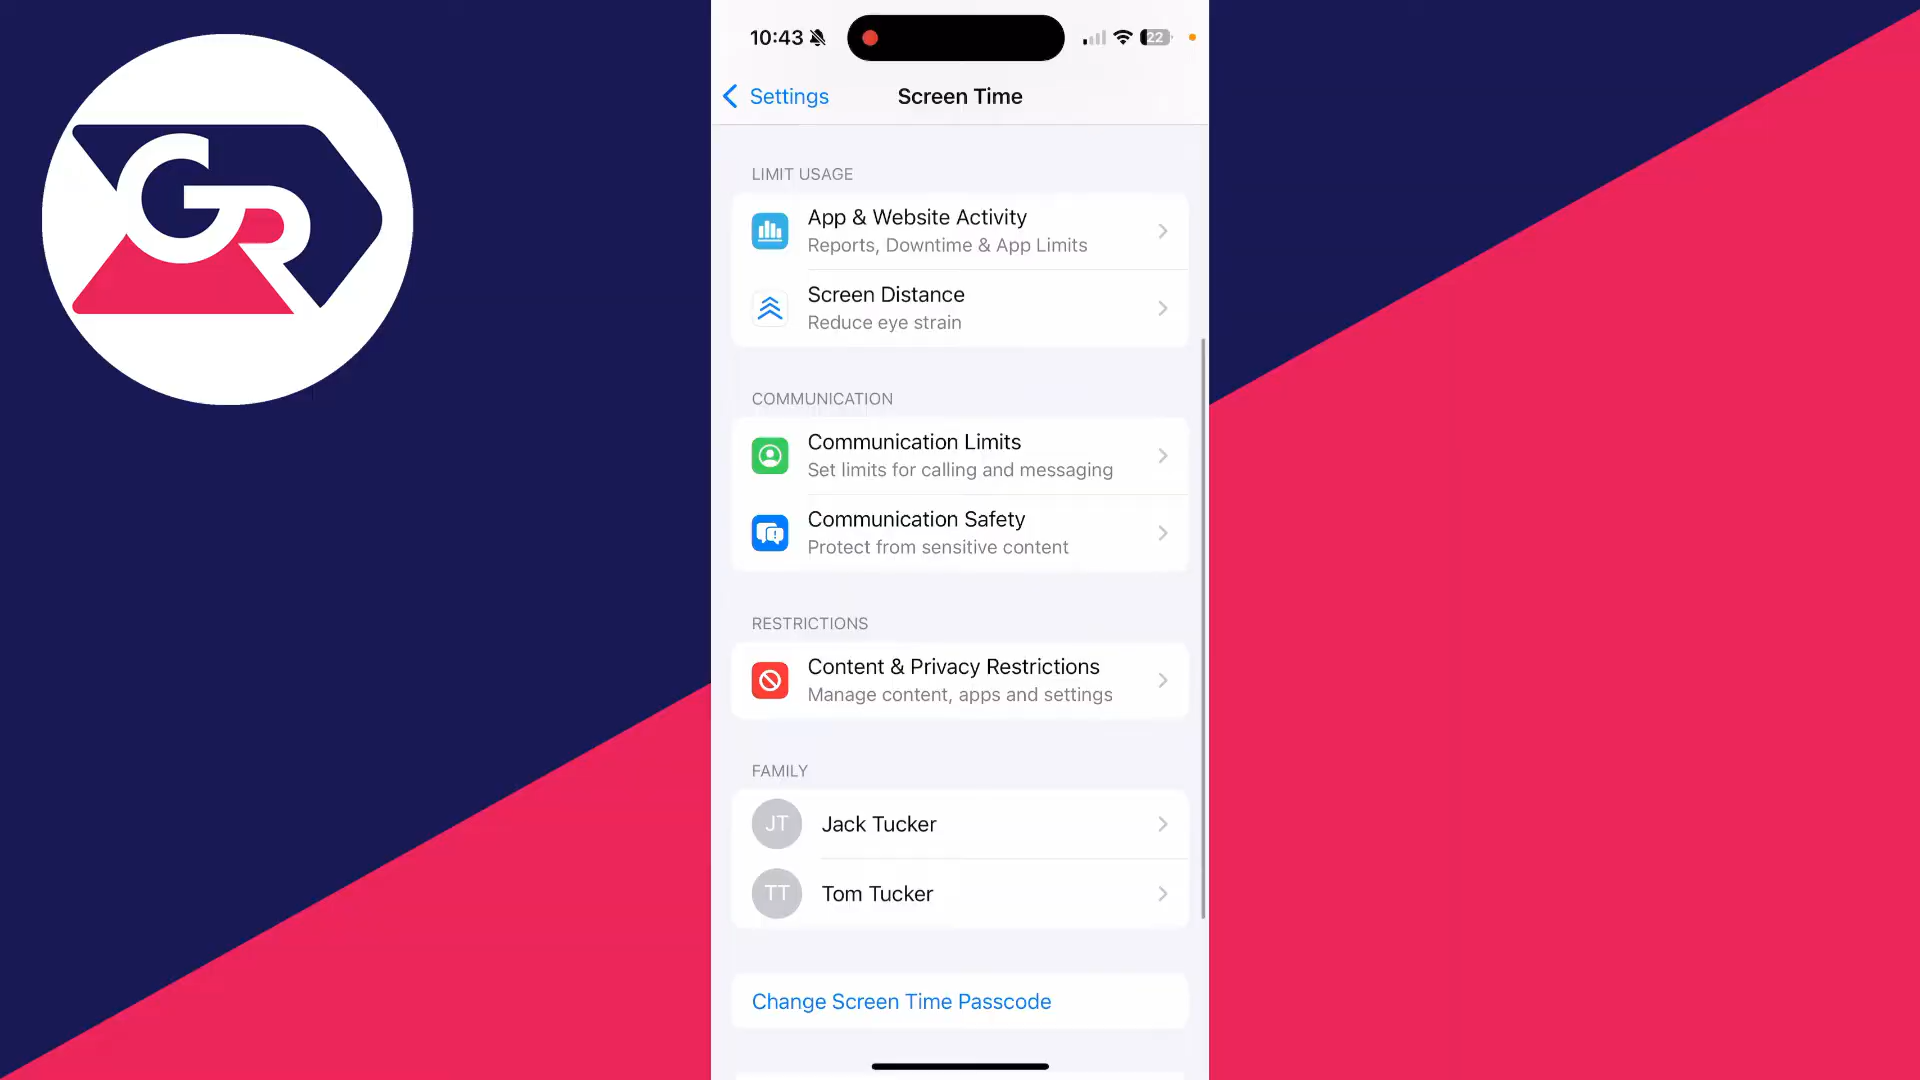 GR
10:43
22
Settings
Screen Time
LIMIT USAGE
App & Website Activity
Reports, Downtime & App Limits
Screen Distance
Reduce eye strain
COMMUNICATION
Communication Limits
Set limits for calling and messaging
Communication Safety
Protect from sensitive content
RESTRICTIONS
Content & Privacy Restrictions
Manage content, apps and settings
FAMILY
JT
Jack Tucker
TT
Tom Tucker
Change Screen Time Passcode